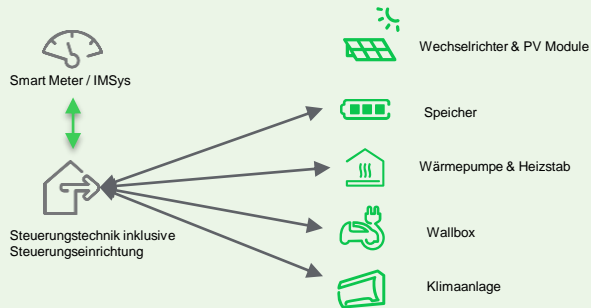 Smart Meter / IMSys
Steuerungstechnik inklusive
Steuerungseinrichtung
Wechselrichter & PV Module
Speicher
Wärmepumpe & Heizstab
Wallbox
Klimaanlage